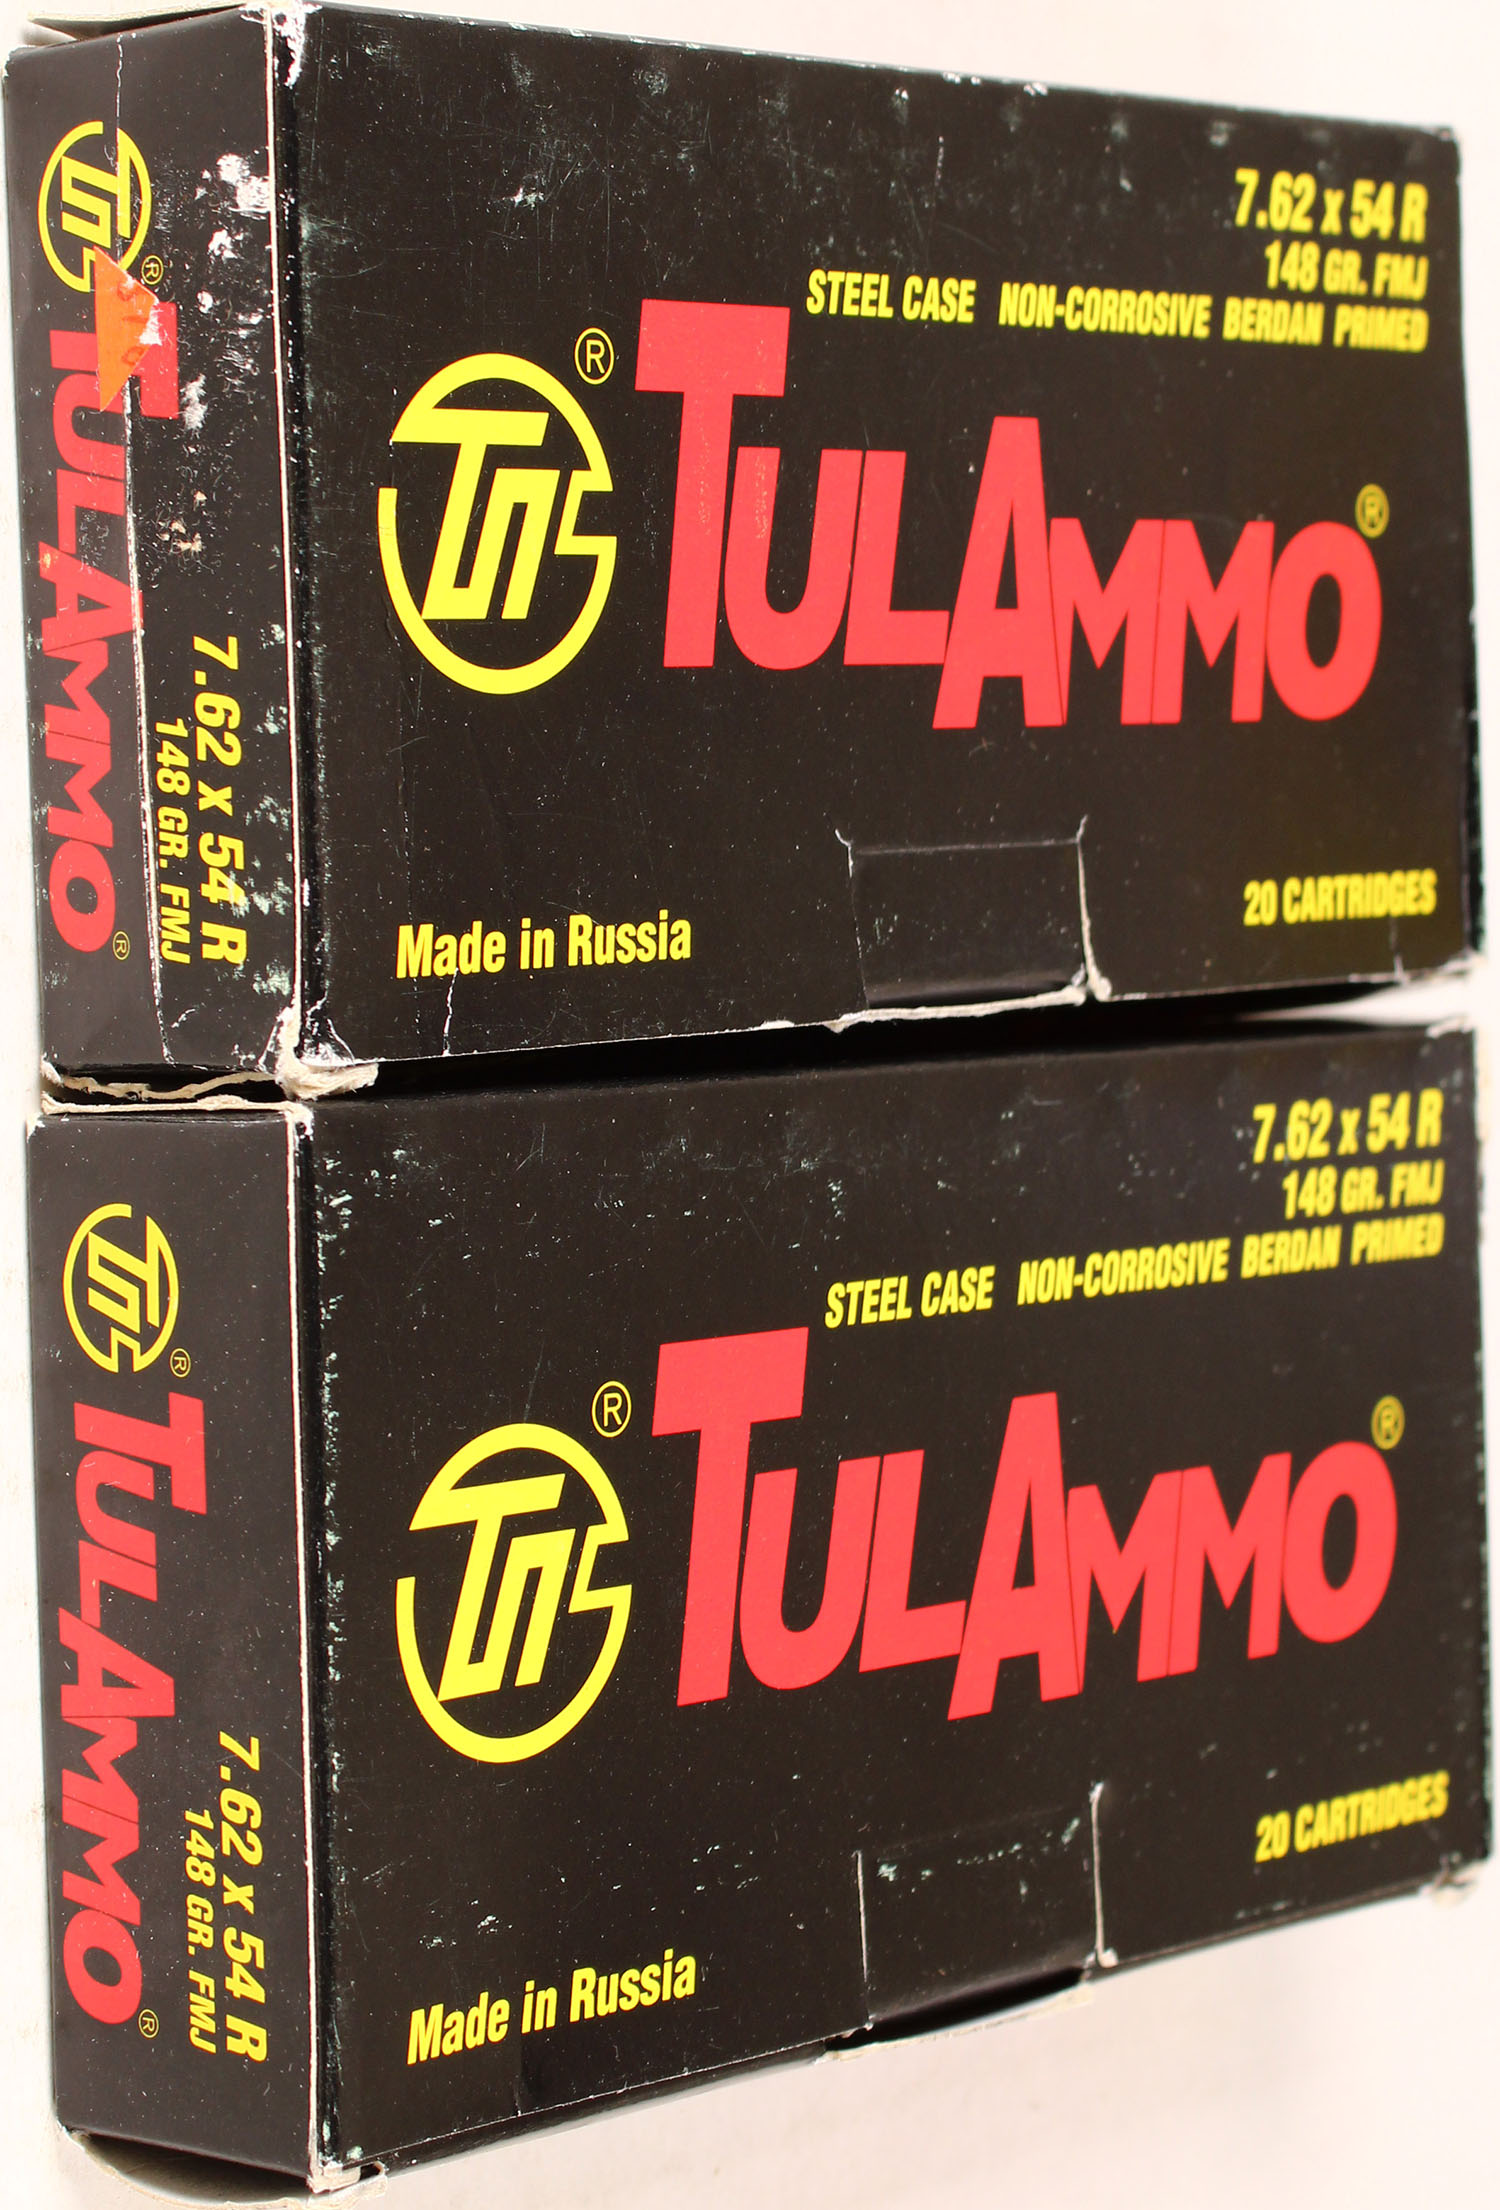 7.62 x 54 R
148 GR. FMJ
STEEL CASE NON-CORROSIVE BERDAN PRIMED
®
TULAMMO®
Made in Russia
20 CARTRIDGES
®
TULAMMO®
7.62 x 54 R
148 GR. FMJ
7.62 x 54 R
148 GR. FMJ
STEEL CASE NON-CORROSIVE BERDAN PRIMED
®
TULAMMO®
Made in Russia
20 CARTRIDGES
®
TULAMMO®
7.62 x 54 R
148 GR. FMJ